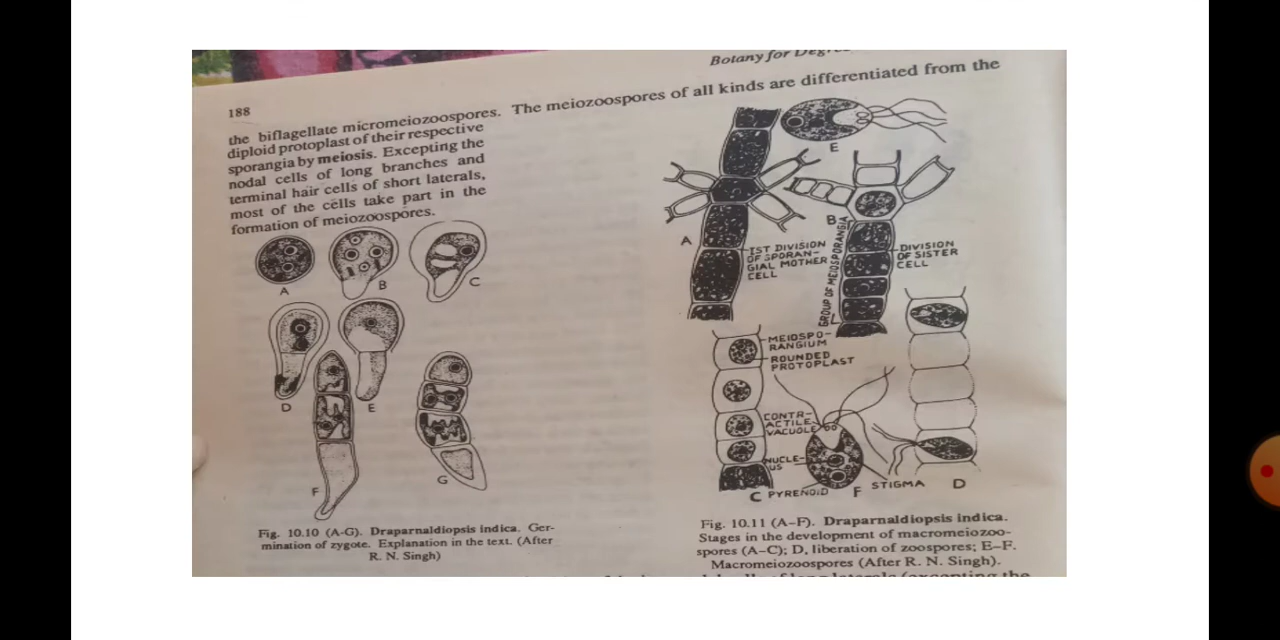 Botany for
188
the biflagellate micromeiozoospores. The meiozoospores of all kinds are differentiated from the
diploid protoplast of their respective
sporangia by meiosis. Excepting the
nodal cells of long branches and
terminal hair cells of short laterals,
most of the cells take part in the
formation of meiozoospores.
A
B
C
D
E
F
G
Fig. 10.10 (A-G). Draparnaldiopsis indica. Ger-
mination of zygote. Explanation in the text. (After
R. N. Singh)
E
A
B
1ST DIVISION
OF SPORAN-
GIAL MOTHER
CELL
GROUP OF MEIOSPORANGIA
DIVISION
OF SISTER
CELL
MEIOSPO-
RANGIUM
ROUNDED
PROTOPLAST
CONTR-
ACTILE
VACUOLE
NUCLE-
US
C PYRENOID F STIGMA D
Fig. 10.11 (A–F). Draparnaldiopsis indica.
Stages in the development of macromeiozoo-
spores (A–C); D, liberation of zoospores; E–F.
Macromeiozoospores (After R. N. Singh).